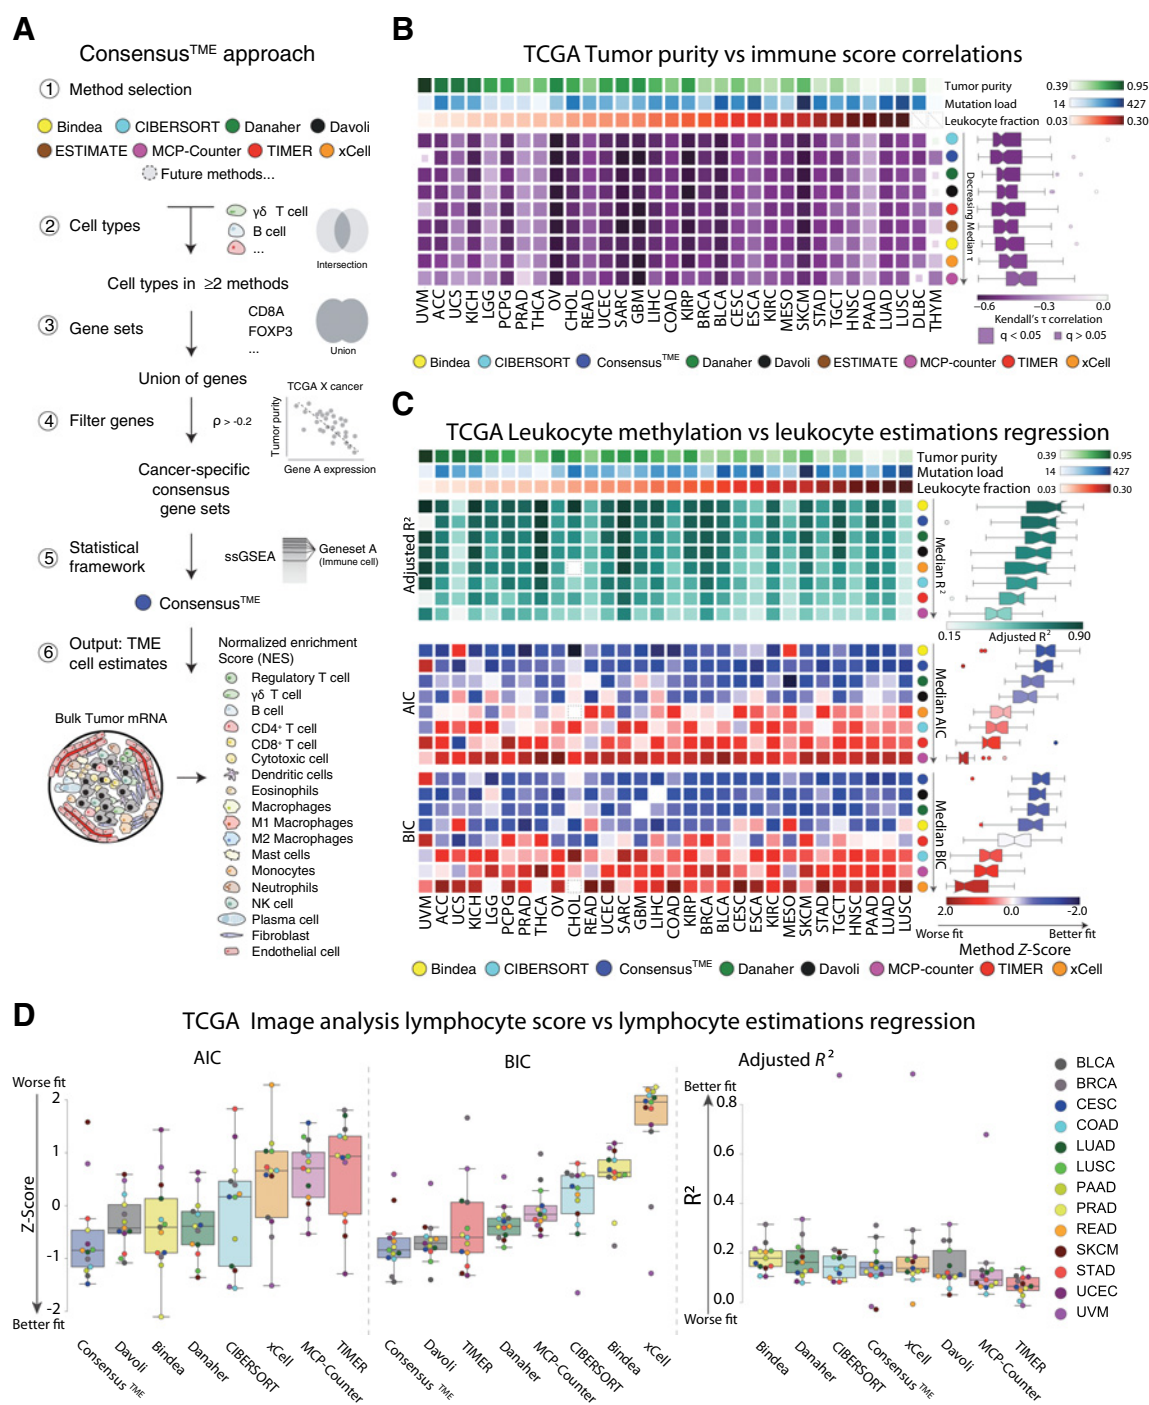 A
ConsensusTME approach
1 Method selection
Bindea CIBERSORT Danaher Davoli
ESTIMATE MCP-Counter TIMER xCell
Future methods...
2 Cell types
γδ T cell
B cell
...
Intersection
Cell types in ≥2 methods
3 Gene sets
CD8A
FOXP3
...
Union
Union of genes
4 Filter genes
ρ > -0.2
TCGA X cancer
Tumor purity
Gene A expression
Cancer-specific
consensus
gene sets
5 Statistical
framework
ssGSEA
Geneset A
(Immune cell)
ConsensusTME
6 Output: TME
cell estimates
Normalized enrichment
Score (NES)
Regulatory T cell
γδ T cell
B cell
CD4+ T cell
CD8+ T cell
Cytotoxic cell
Dendritic cells
Eosinophils
Macrophages
M1 Macrophages
M2 Macrophages
Mast cells
Monocytes
Neutrophils
NK cell
Plasma cell
Fibroblast
Endothelial cell
Bulk Tumor mRNA
B
TCGA Tumor purity vs immune score correlations
Tumor purity 0.39 0.95
Mutation load 14 427
Leukocyte fraction 0.03 0.30
Decreasing Median τ
UVM ACC UCS KICH LGG PCPG PRAD THCA OV CHOL READ UCEC SARC GBM LIHC COAD KIRP BRCA BLCA CESC ESCA KIRC MESO SKCM STAD TGCT HNSC PAAD LUAD LUSC DLBC THYM
−0.6 −0.3 0.0
Kendall's τ correlation
q < 0.05 q > 0.05
Bindea CIBERSORT ConsensusTME Danaher Davoli ESTIMATE MCP-counter TIMER xCell
C
TCGA Leukocyte methylation vs leukocyte estimations regression
Tumor purity 0.39 0.95
Mutation load 14 427
Leukocyte fraction 0.03 0.30
Adjusted R²
Median R²
0.15 Adjusted R² 0.90
AIC
Median AIC
BIC
Median BIC
UVM ACC UCS KICH LGG PCPG PRAD THCA OV CHOL READ UCEC SARC GBM LIHC COAD KIRP BRCA BLCA CESC ESCA KIRC MESO SKCM STAD TGCT HNSC PAAD LUAD LUSC
2.0 0.0 -2.0
Worse fit Better fit
Method Z-Score
Bindea CIBERSORT ConsensusTME Danaher Davoli MCP-counter TIMER xCell
D
TCGA Image analysis lymphocyte score vs lymphocyte estimations regression
AIC
BIC
Adjusted R²
Worse fit
2
1
0
-1
-2
Z-Score
Better fit
Consensus TME Davoli Bindea Danaher CIBERSORT xCell MCP-Counter TIMER
Consensus TME Davoli TIMER Danaher MCP-Counter CIBERSORT Bindea xCell
Better fit
0.8
0.6
0.4
0.2
0.0
R²
Worse fit
Bindea Danaher CIBERSORT Consensus TME xCell Davoli MCP-Counter TIMER
BLCA
BRCA
CESC
COAD
LUAD
LUSC
PAAD
PRAD
READ
SKCM
STAD
UCEC
UVM